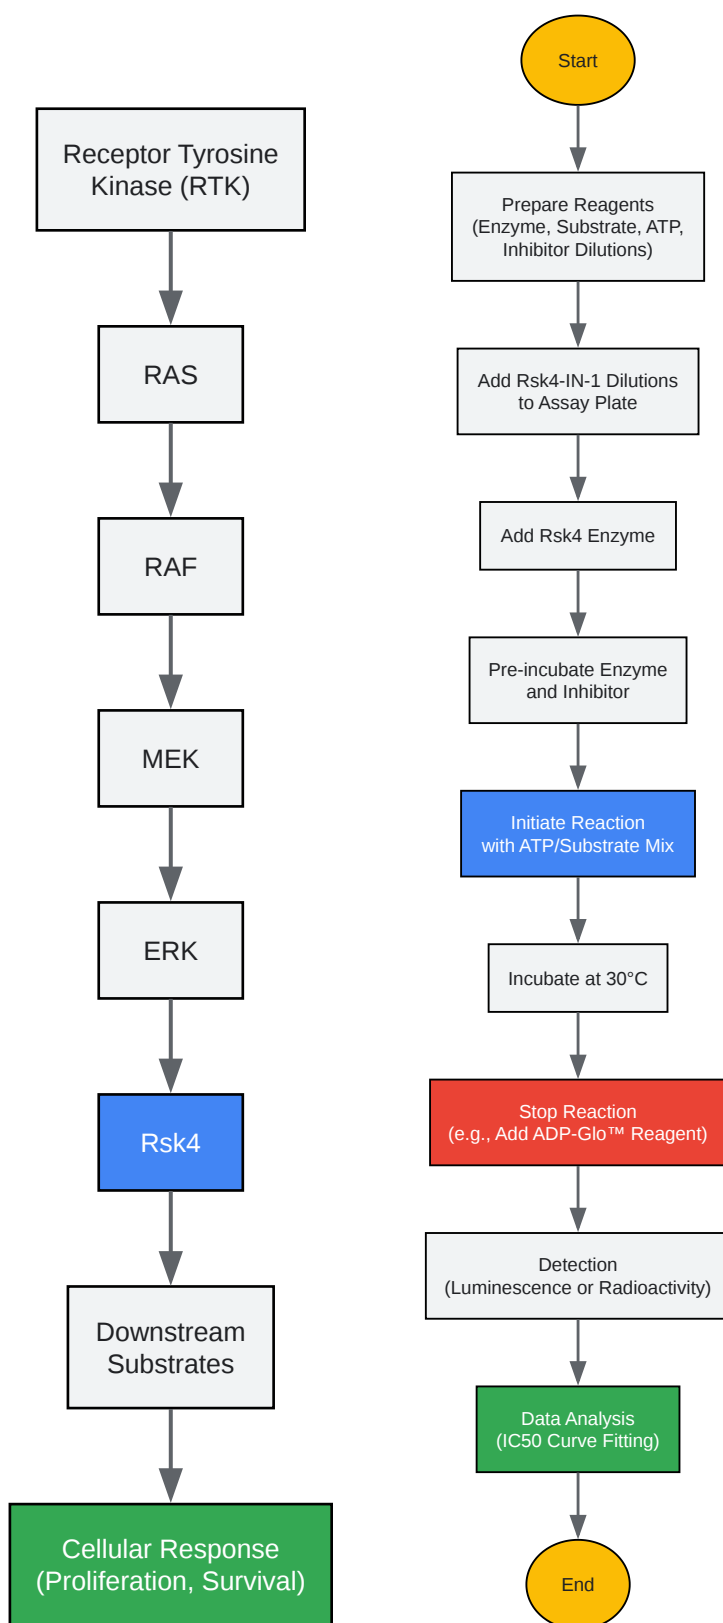 Receptor Tyrosine
Kinase (RTK)
RAS
RAF
MEK
ERK
Rsk4
Downstream
Substrates
Cellular Response
(Proliferation, Survival)
Start
Prepare Reagents
(Enzyme, Substrate, ATP,
Inhibitor Dilutions)
Add Rsk4-IN-1 Dilutions
to Assay Plate
Add Rsk4 Enzyme
Pre-incubate Enzyme
and Inhibitor
Initiate Reaction
with ATP/Substrate Mix
Incubate at 30°C
Stop Reaction
(e.g., Add ADP-Glo™ Reagent)
Detection
(Luminescence or Radioactivity)
Data Analysis
(IC50 Curve Fitting)
End